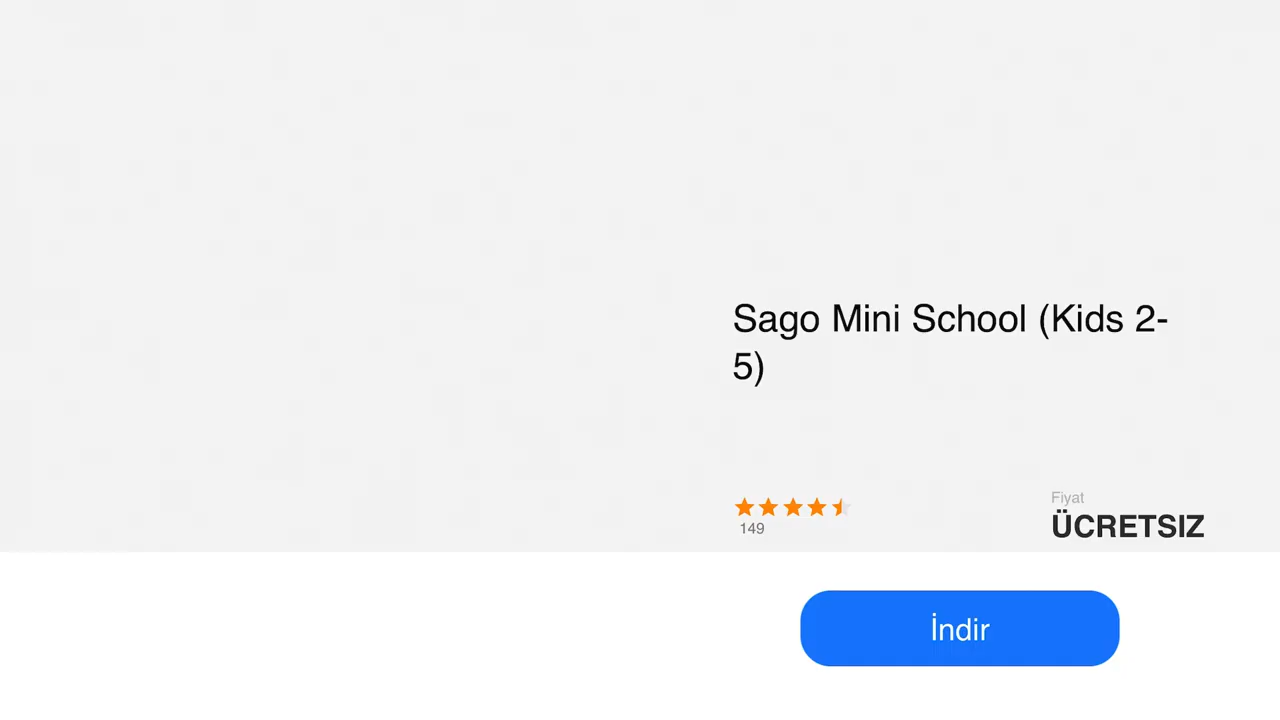 Sago Mini School (Kids 2-
5)
149
Fiyat
ÜCRETSIZ
İndir